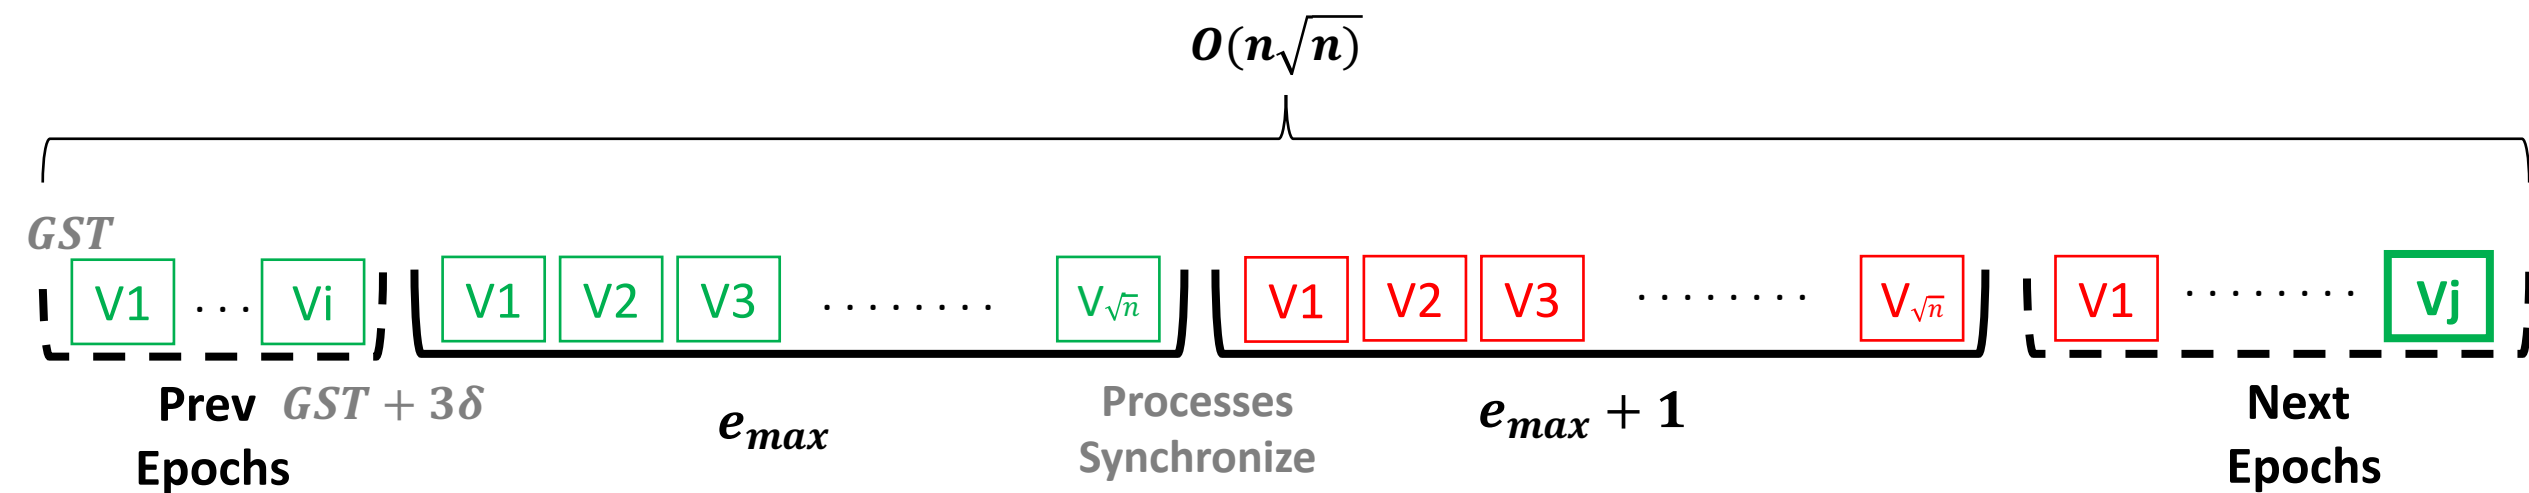 O(n√n)
GST
V1 ... Vi V1 V2 V3 ........ V√n V1 V2 V3 ........ V√n V1 ........ Vj
Prev Epochs
GST + 3δ
e_max
Processes
Synchronize
e_max + 1
Next
Epochs